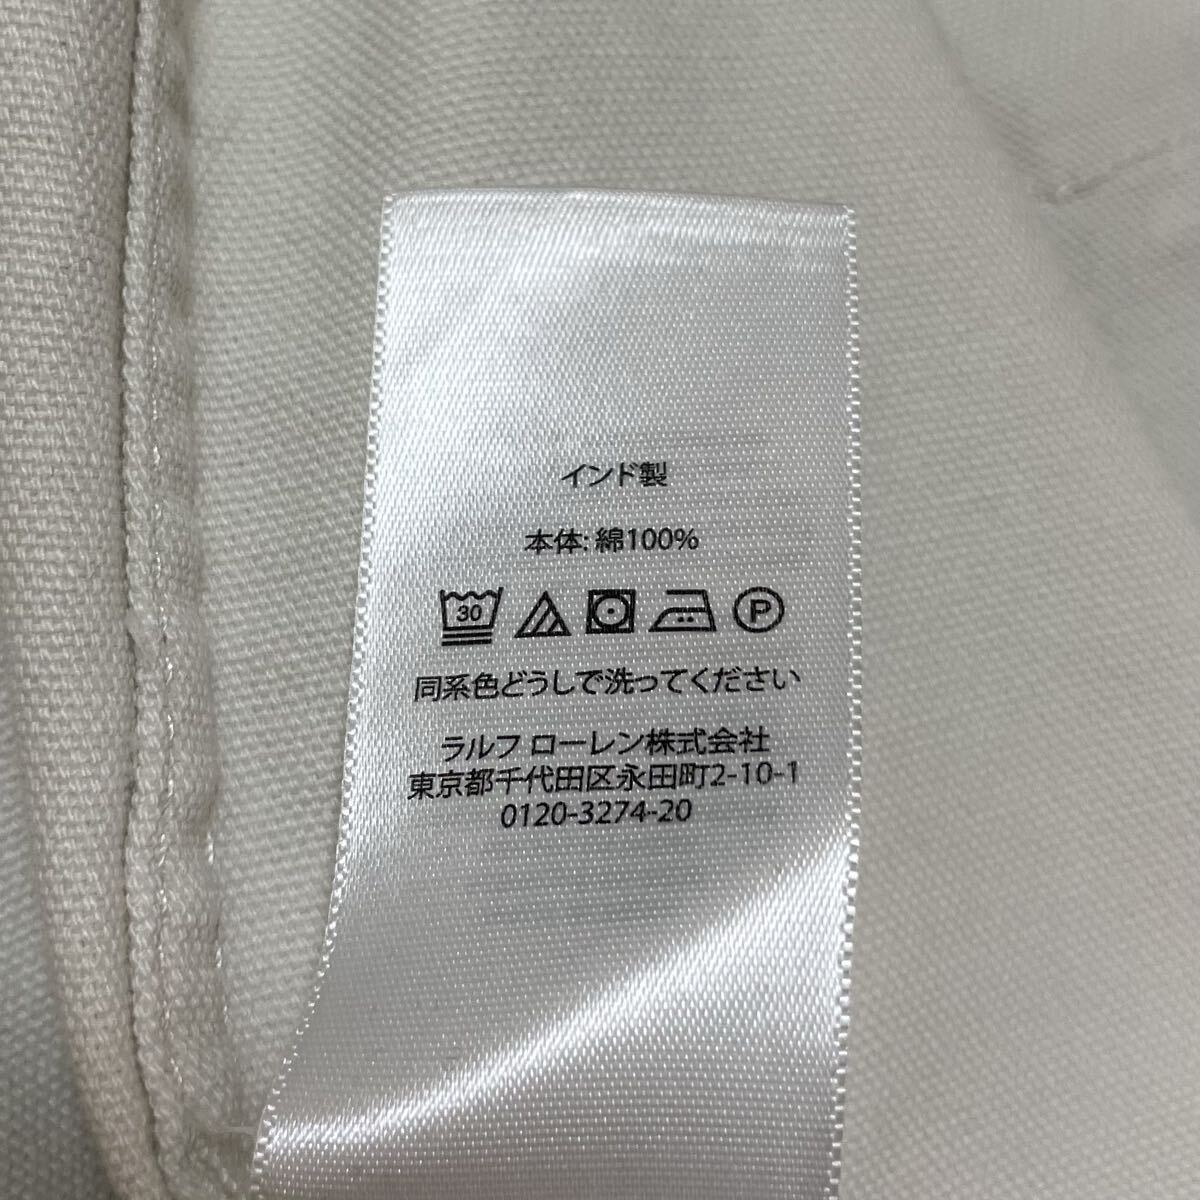 インド製
本体: 綿100%
30 P
同系色どうしで洗ってください
ラルフ ローレン株式会社
東京都千代田区永田町2-10-1
0120-3274-20